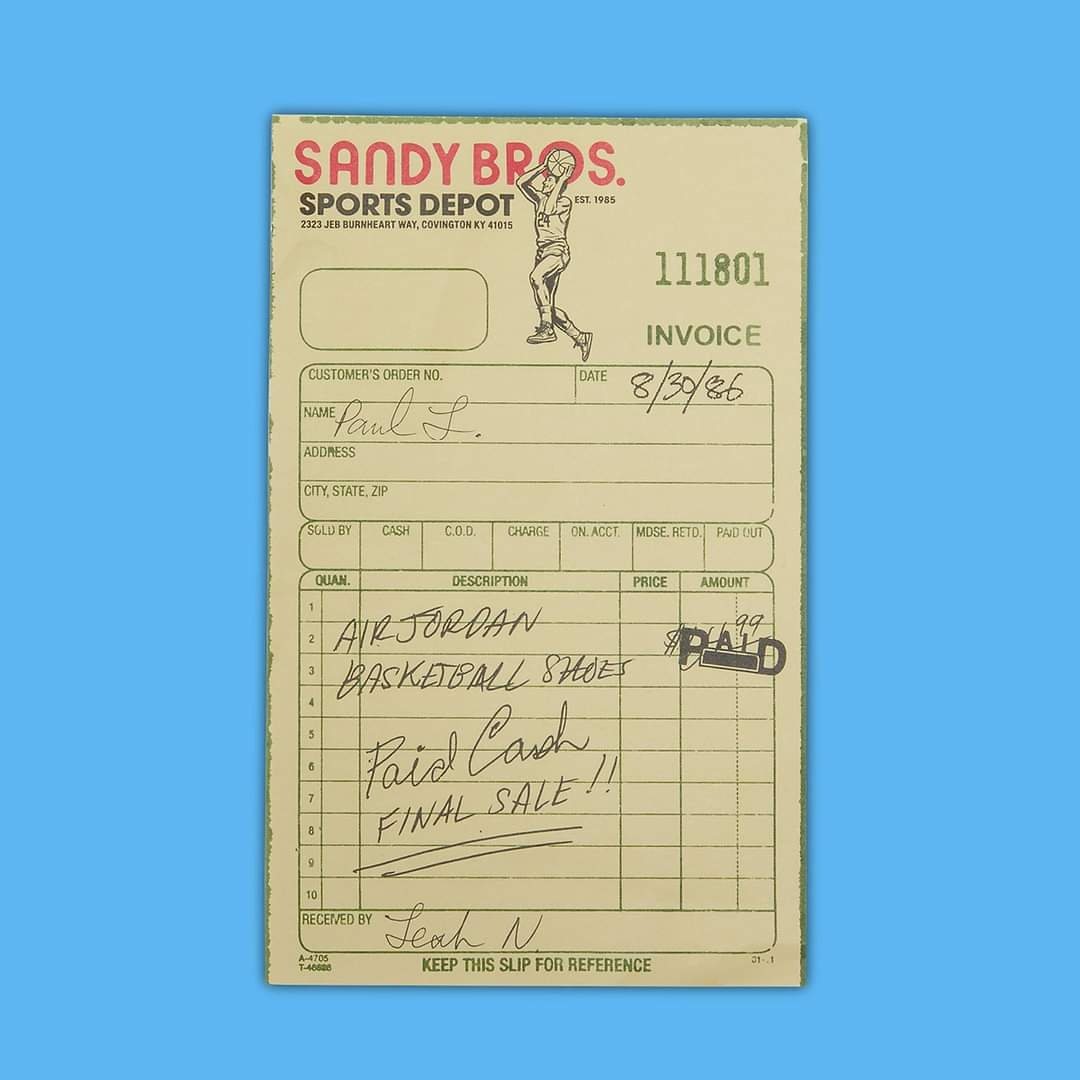 SANDY BROS.
SPORTS DEPOT
EST. 1985
2323 JEB BURNHEART WAY, COVINGTON KY 41015
24
111801
INVOICE
CUSTOMER'S ORDER NO. DATE 8/30/86
NAME Paul L.
ADDRESS
CITY, STATE, ZIP
SOLD BY CASH C.O.D. CHARGE ON. ACCT. MDSE. RETD. PAID OUT
QUAN. DESCRIPTION PRICE AMOUNT
1
2 AIR JORDAN $ 99
PAID
3 BASKETBALL SHOES
4
5
6 Paid Cash
7
8 FINAL SALE!!
9
10
RECEIVED BY Leah N.
A-4705
KEEP THIS SLIP FOR REFERENCE